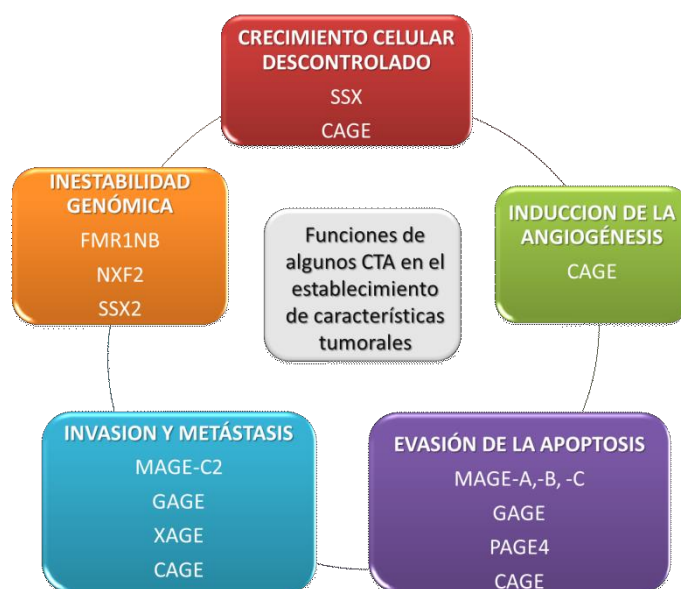 CRECIMIENTO CELULAR
DESCONTROLADO
SSX
CAGE
INESTABILIDAD
GENÓMICA
FMR1NB
NXF2
SSX2
Funciones de
algunos CTA en el
establecimiento
de características
tumorales
INDUCCION DE LA
ANGIOGÉNESIS
CAGE
INVASION Y METÁSTASIS
MAGE-C2
GAGE
XAGE
CAGE
EVASIÓN DE LA APOPTOSIS
MAGE-A,-B, -C
GAGE
PAGE4
CAGE